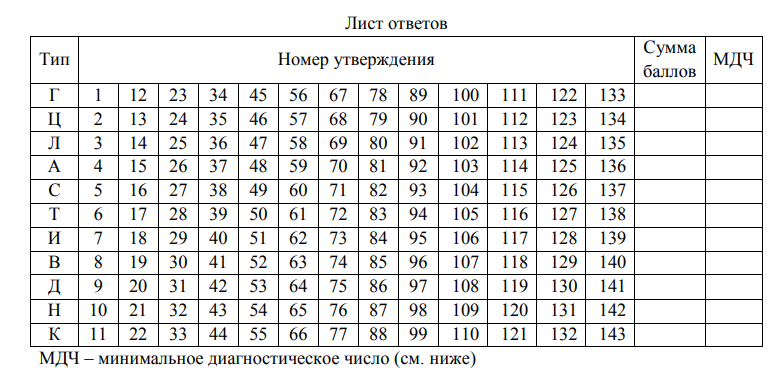 Лист ответов
Тип Номер утверждения Сумма баллов МДЧ
Г 1 12 23 34 45 56 67 78 89 100 111 122 133
Ц 2 13 24 35 46 57 68 79 90 101 112 123 134
Л 3 14 25 36 47 58 69 80 91 102 113 124 135
А 4 15 26 37 48 59 70 81 92 103 114 125 136
С 5 16 27 38 49 60 71 82 93 104 115 126 137
Т 6 17 28 39 50 61 72 83 94 105 116 127 138
И 7 18 29 40 51 62 73 84 95 106 117 128 139
В 8 19 30 41 52 63 74 85 96 107 118 129 140
Д 9 20 31 42 53 64 75 86 97 108 119 130 141
Н 10 21 32 43 54 65 76 87 98 109 120 131 142
К 11 22 33 44 55 66 77 88 99 110 121 132 143
МДЧ – минимальное диагностическое число (см. ниже)